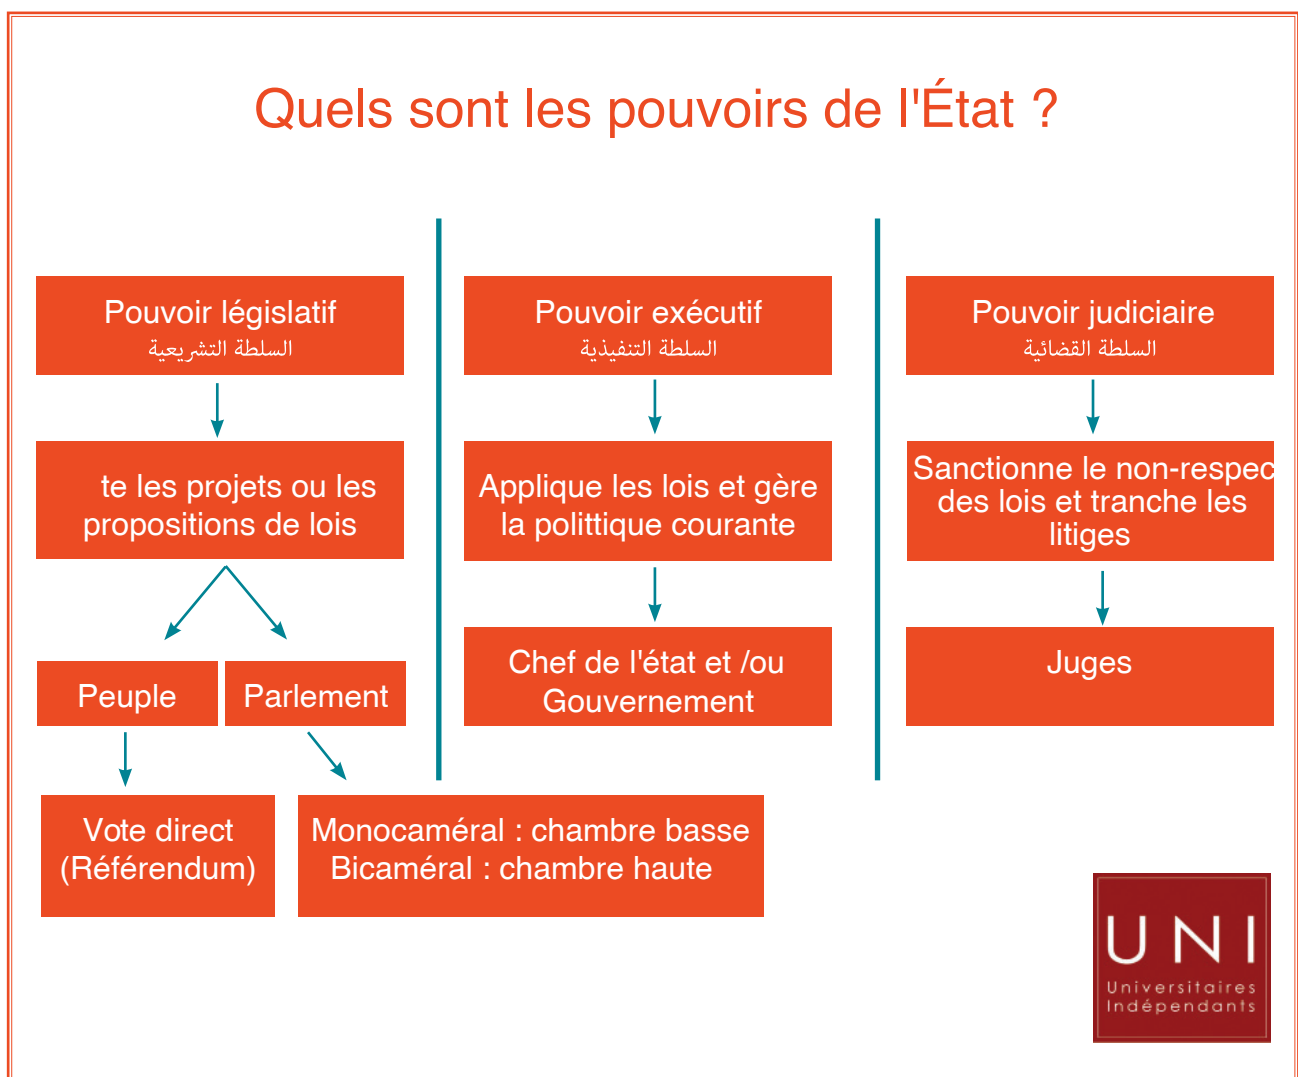 Quels sont les pouvoirs de l'État ?
Pouvoir législatif
السلطة التشريعية
te les projets ou les
propositions de lois
Peuple
Parlement
Vote direct
(Référendum)
Monocaméral : chambre basse
Bicaméral : chambre haute
Pouvoir exécutif
السلطة التنفيذية
Applique les lois et gère
la polittique courante
Chef de l'état et /ou
Gouvernement
Pouvoir judiciaire
السلطة القضائية
Sanctionne le non-respec
des lois et tranche les
litiges
Juges
UNI
Universitaires
Indépendants